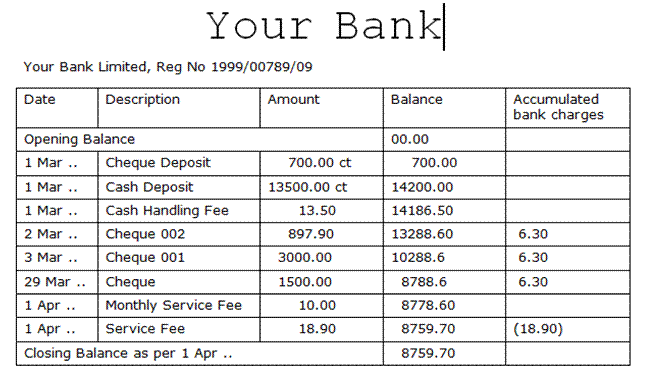 Your Bank
Your Bank Limited, Reg No 1999/00789/09
Date Description Amount Balance Accumulated
bank charges
Opening Balance 00.00
1 Mar .. Cheque Deposit 700.00 ct 700.00
1 Mar .. Cash Deposit 13500.00 ct 14200.00
1 Mar .. Cash Handling Fee 13.50 14186.50
2 Mar .. Cheque 002 897.90 13288.60 6.30
3 Mar .. Cheque 001 3000.00 10288.6 6.30
29 Mar .. Cheque 1500.00 8788.6 6.30
1 Apr .. Monthly Service Fee 10.00 8778.60
1 Apr .. Service Fee 18.90 8759.70 (18.90)
Closing Balance as per 1 Apr .. 8759.70